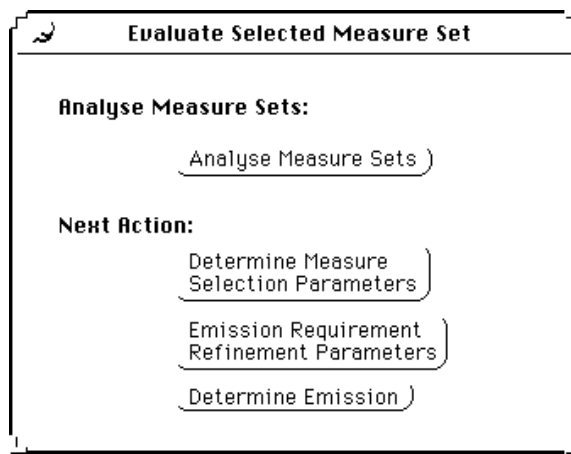 Evaluate Selected Measure Set
Analyse Measure Sets:
Analyse Measure Sets
Next Action:
Determine Measure
Selection Parameters
Emission Requirement
Refinement Parameters
Determine Emission